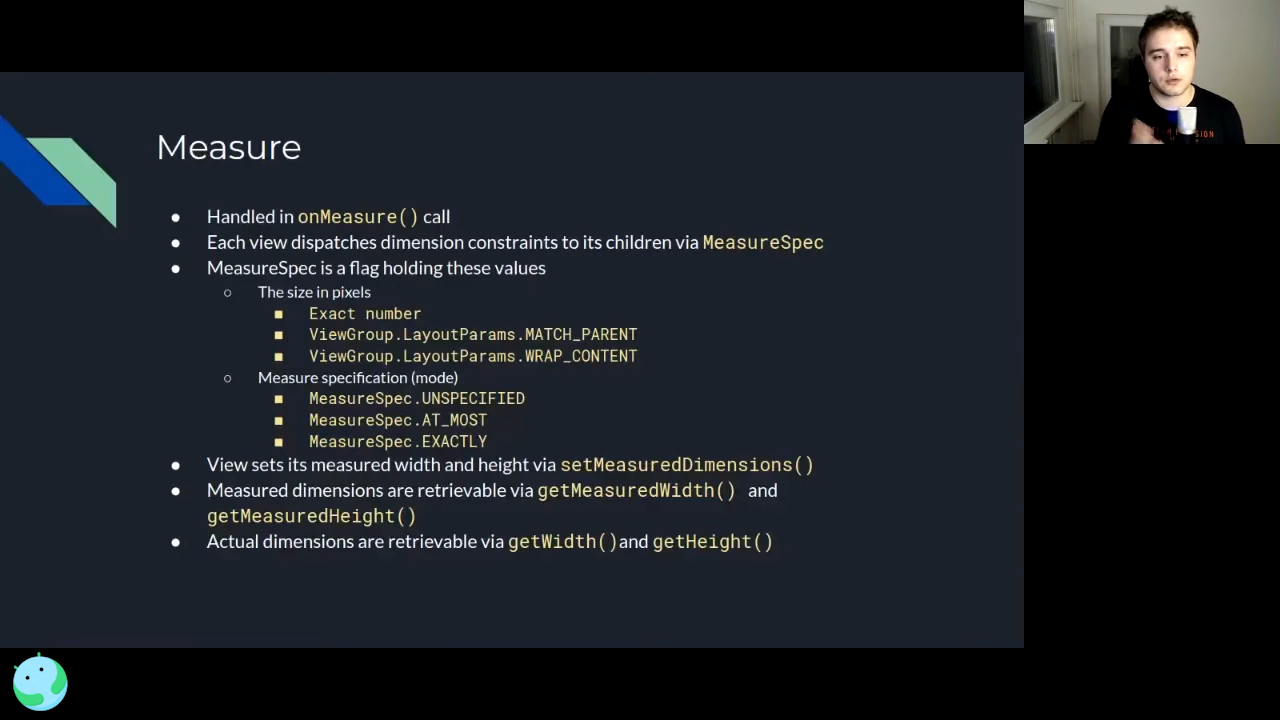 Measure
● Handled in onMeasure() call
● Each view dispatches dimension constraints to its children via MeasureSpec
● MeasureSpec is a flag holding these values
○ The size in pixels
■ Exact number
■ ViewGroup.LayoutParams.MATCH_PARENT
■ ViewGroup.LayoutParams.WRAP_CONTENT
○ Measure specification (mode)
■ MeasureSpec.UNSPECIFIED
■ MeasureSpec.AT_MOST
■ MeasureSpec.EXACTLY
● View sets its measured width and height via setMeasuredDimensions()
● Measured dimensions are retrievable via getMeasuredWidth() and
getMeasuredHeight()
● Actual dimensions are retrievable via getWidth()and getHeight()